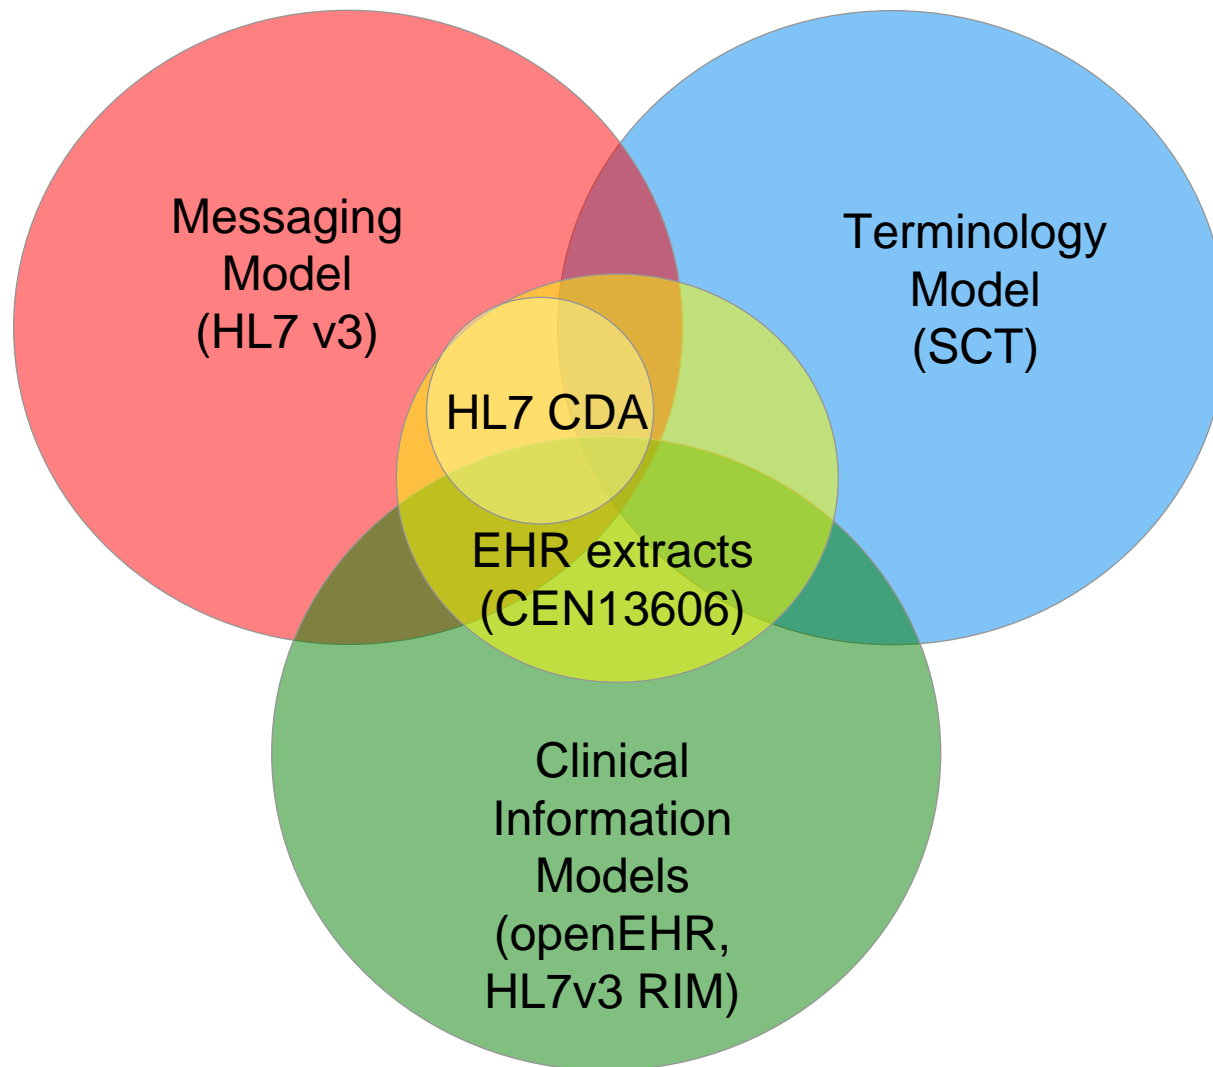 Messaging
Model
(HL7 v3)
Terminology
Model
(SCT)
HL7 CDA
EHR extracts
(CEN13606)
Clinical
Information
Models
(openEHR,
HL7v3 RIM)